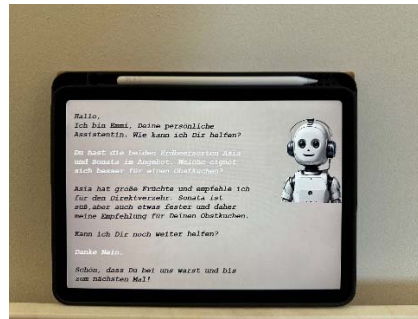 Hallo,
Ich bin Emmi, Deine persönliche
Assistentin. Wie kann ich Dir helfen?
Du hast die beiden Erdbeersorten Asia
und Sonata im Angebot. Welche eignet
sich besser für einen Obstkuchen?
Asia hat große Früchte und empfehle ich
für den Direktverzehr. Sonata ist
süß,aber auch etwas fester und daher
meine Empfehlung für Deinen Obstkuchen.
Kann ich Dir noch weiter helfen?
Danke Nein.
Schön, dass Du bei uns warst und bis
zum nächsten Mal!